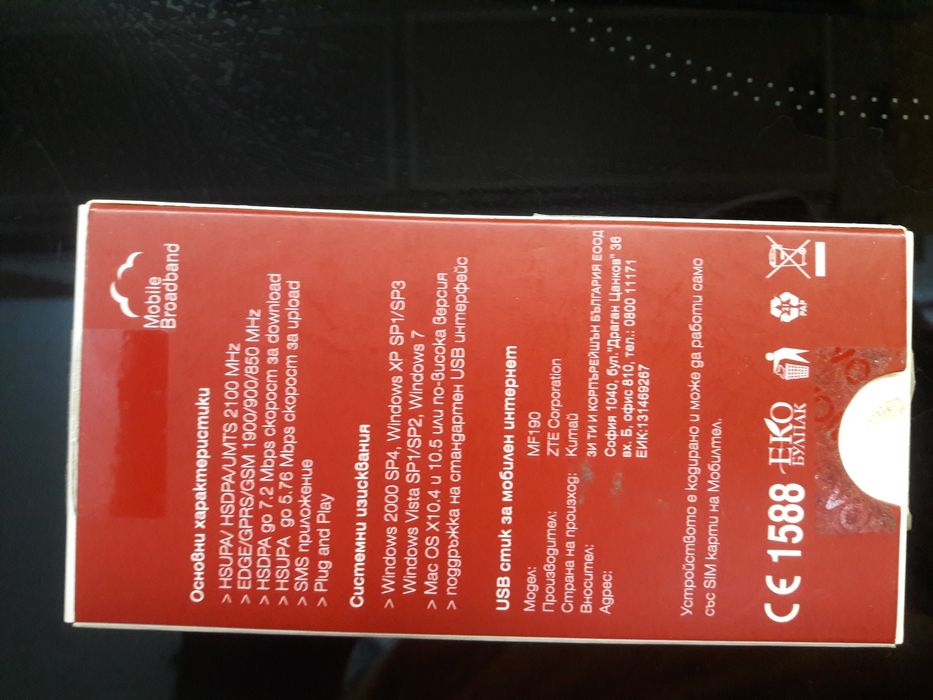 Mobile
Broadband
Основни характеристики
> HSUPA/ HSDPA/UMTS 2100 MHz
> EDGE/GPRS/GSM 1900/900/850 MHz
> HSDPA до 7.2 Mbps скорост за download
> HSUPA до 5.76 Mbps скорост за upload
> SMS приложение
> Plug and Play
Системни изисквания
> Windows 2000 SP4, Windows XP SP1/SP3
Windows Vista SP1/SP2, Windows 7
> Mac OS X10.4 и 10.5 или по-висока версия
> поддръжка на стандартен USB интерфейс
USB стик за мобилен интернет
Модел: MF190
Производител: ZTE Corporation
Страна на произход: Китай
Вносител: ЗИ ТИ И КОРПЪРЕЙШЪН БЪЛГАРИЯ ЕООД
Адрес: София 1040, бул."Драган Цанков" 36
вх. Б, офис 810, тел.: 0800 11171
ЕИК:131469267
Устройството е кодирано и може да работи само
със SIM карти на Мобилтел.
CE 1588 ЕКО
БУЛПАК
21
PAP